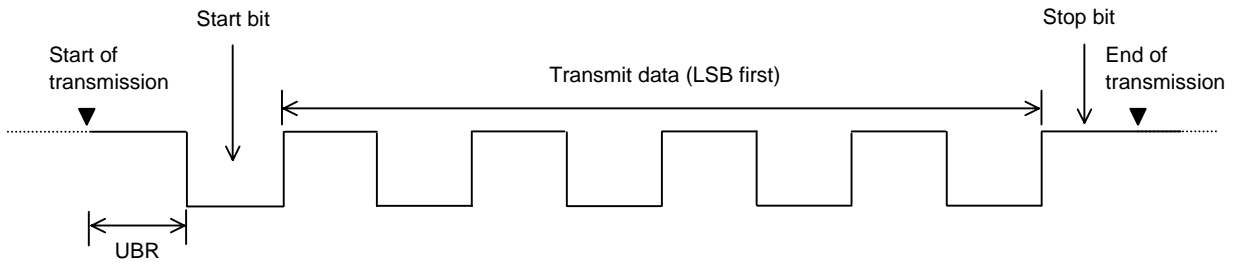 Start bit
Stop bit
Start of
transmission
Transmit data (LSB first)
End of
transmission
UBR